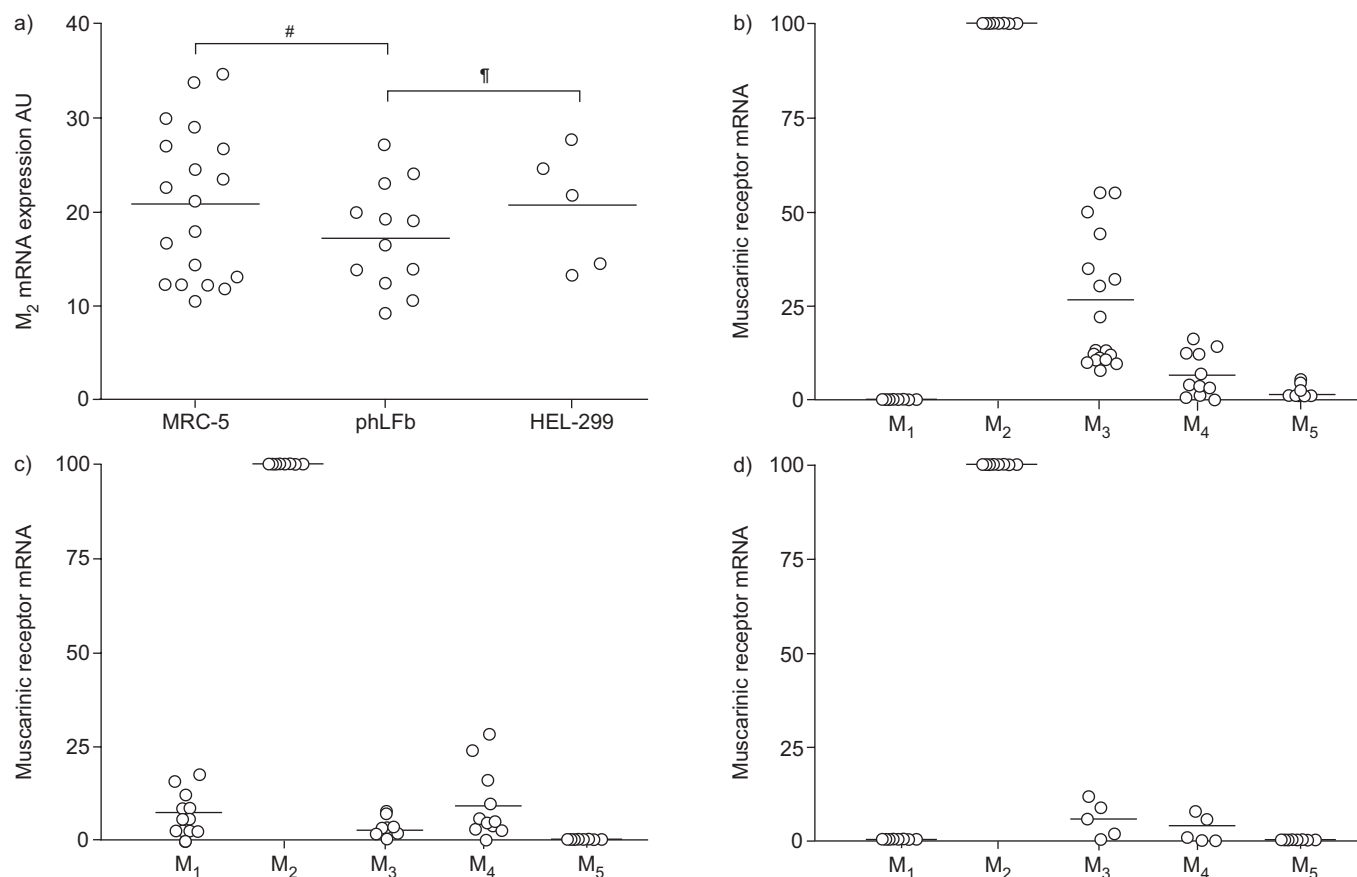 a)
#
¶
M₂ mRNA expression AU
40
30
20
10
0
MRC-5 phLFb HEL-299
b)
Muscarinic receptor mRNA
100
75
50
25
0
M₁ M₂ M₃ M₄ M₅
c)
Muscarinic receptor mRNA
100
75
50
25
0
M₁ M₂ M₃ M₄ M₅
d)
Muscarinic receptor mRNA
100
75
50
25
0
M₁ M₂ M₃ M₄ M₅